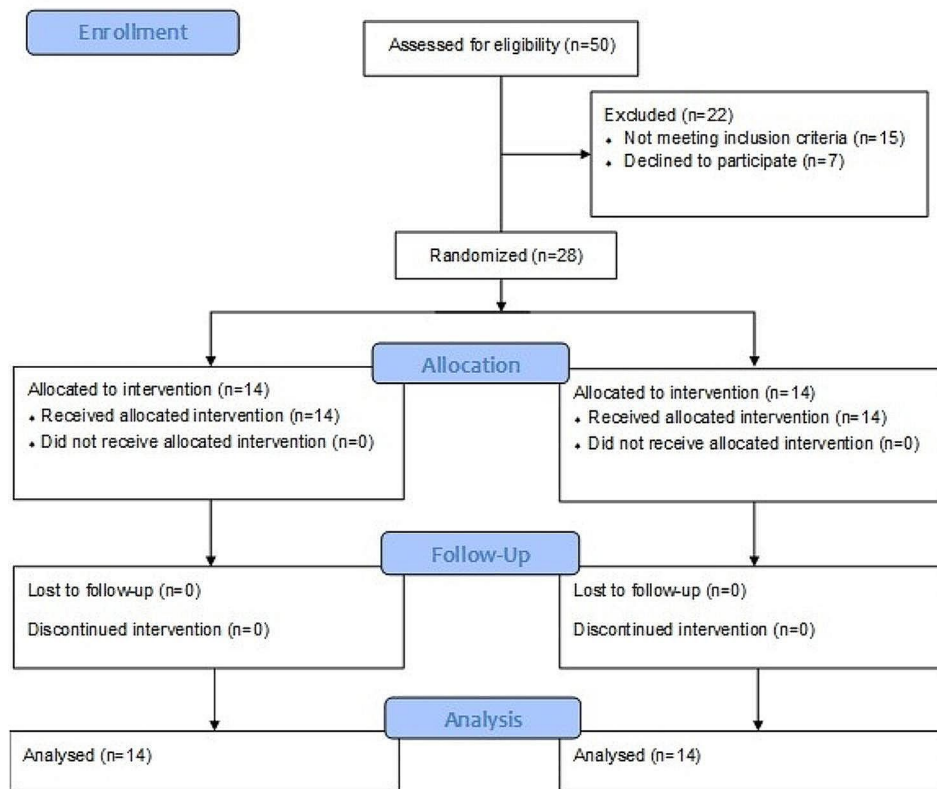 Enrollment
Assessed for eligibility (n=50)
Excluded (n=22)
• Not meeting inclusion criteria (n=15)
• Declined to participate (n=7)
Randomized (n=28)
Allocation
Allocated to intervention (n=14)
• Received allocated intervention (n=14)
• Did not receive allocated intervention (n=0)
Allocated to intervention (n=14)
• Received allocated intervention (n=14)
• Did not receive allocated intervention (n=0)
Follow-Up
Lost to follow-up (n=0)
Discontinued intervention (n=0)
Lost to follow-up (n=0)
Discontinued intervention (n=0)
Analysis
Analysed (n=14)
Analysed (n=14)